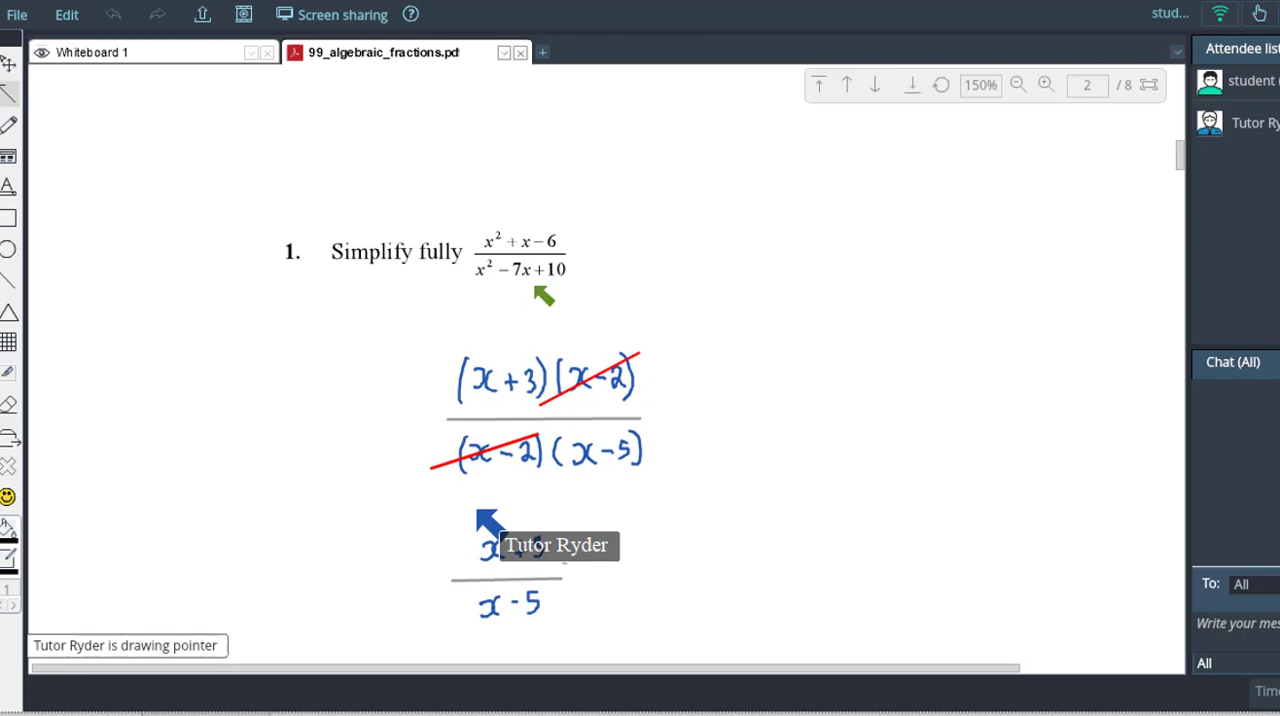 File Edit Screen sharing ? stud...
Whiteboard 1 99_algebraic_fractions.pdf Attendee list
150% 2 / 8 student
Tutor Ry
1. Simplify fully (x² + x − 6)/(x² − 7x + 10)
Chat (All)
(x + 3)(x − 2)
(x − 2)(x − 5)
Tutor Ryder
x
x − 5
To: All
Write your mes
Tutor Ryder is drawing pointer
All
Time